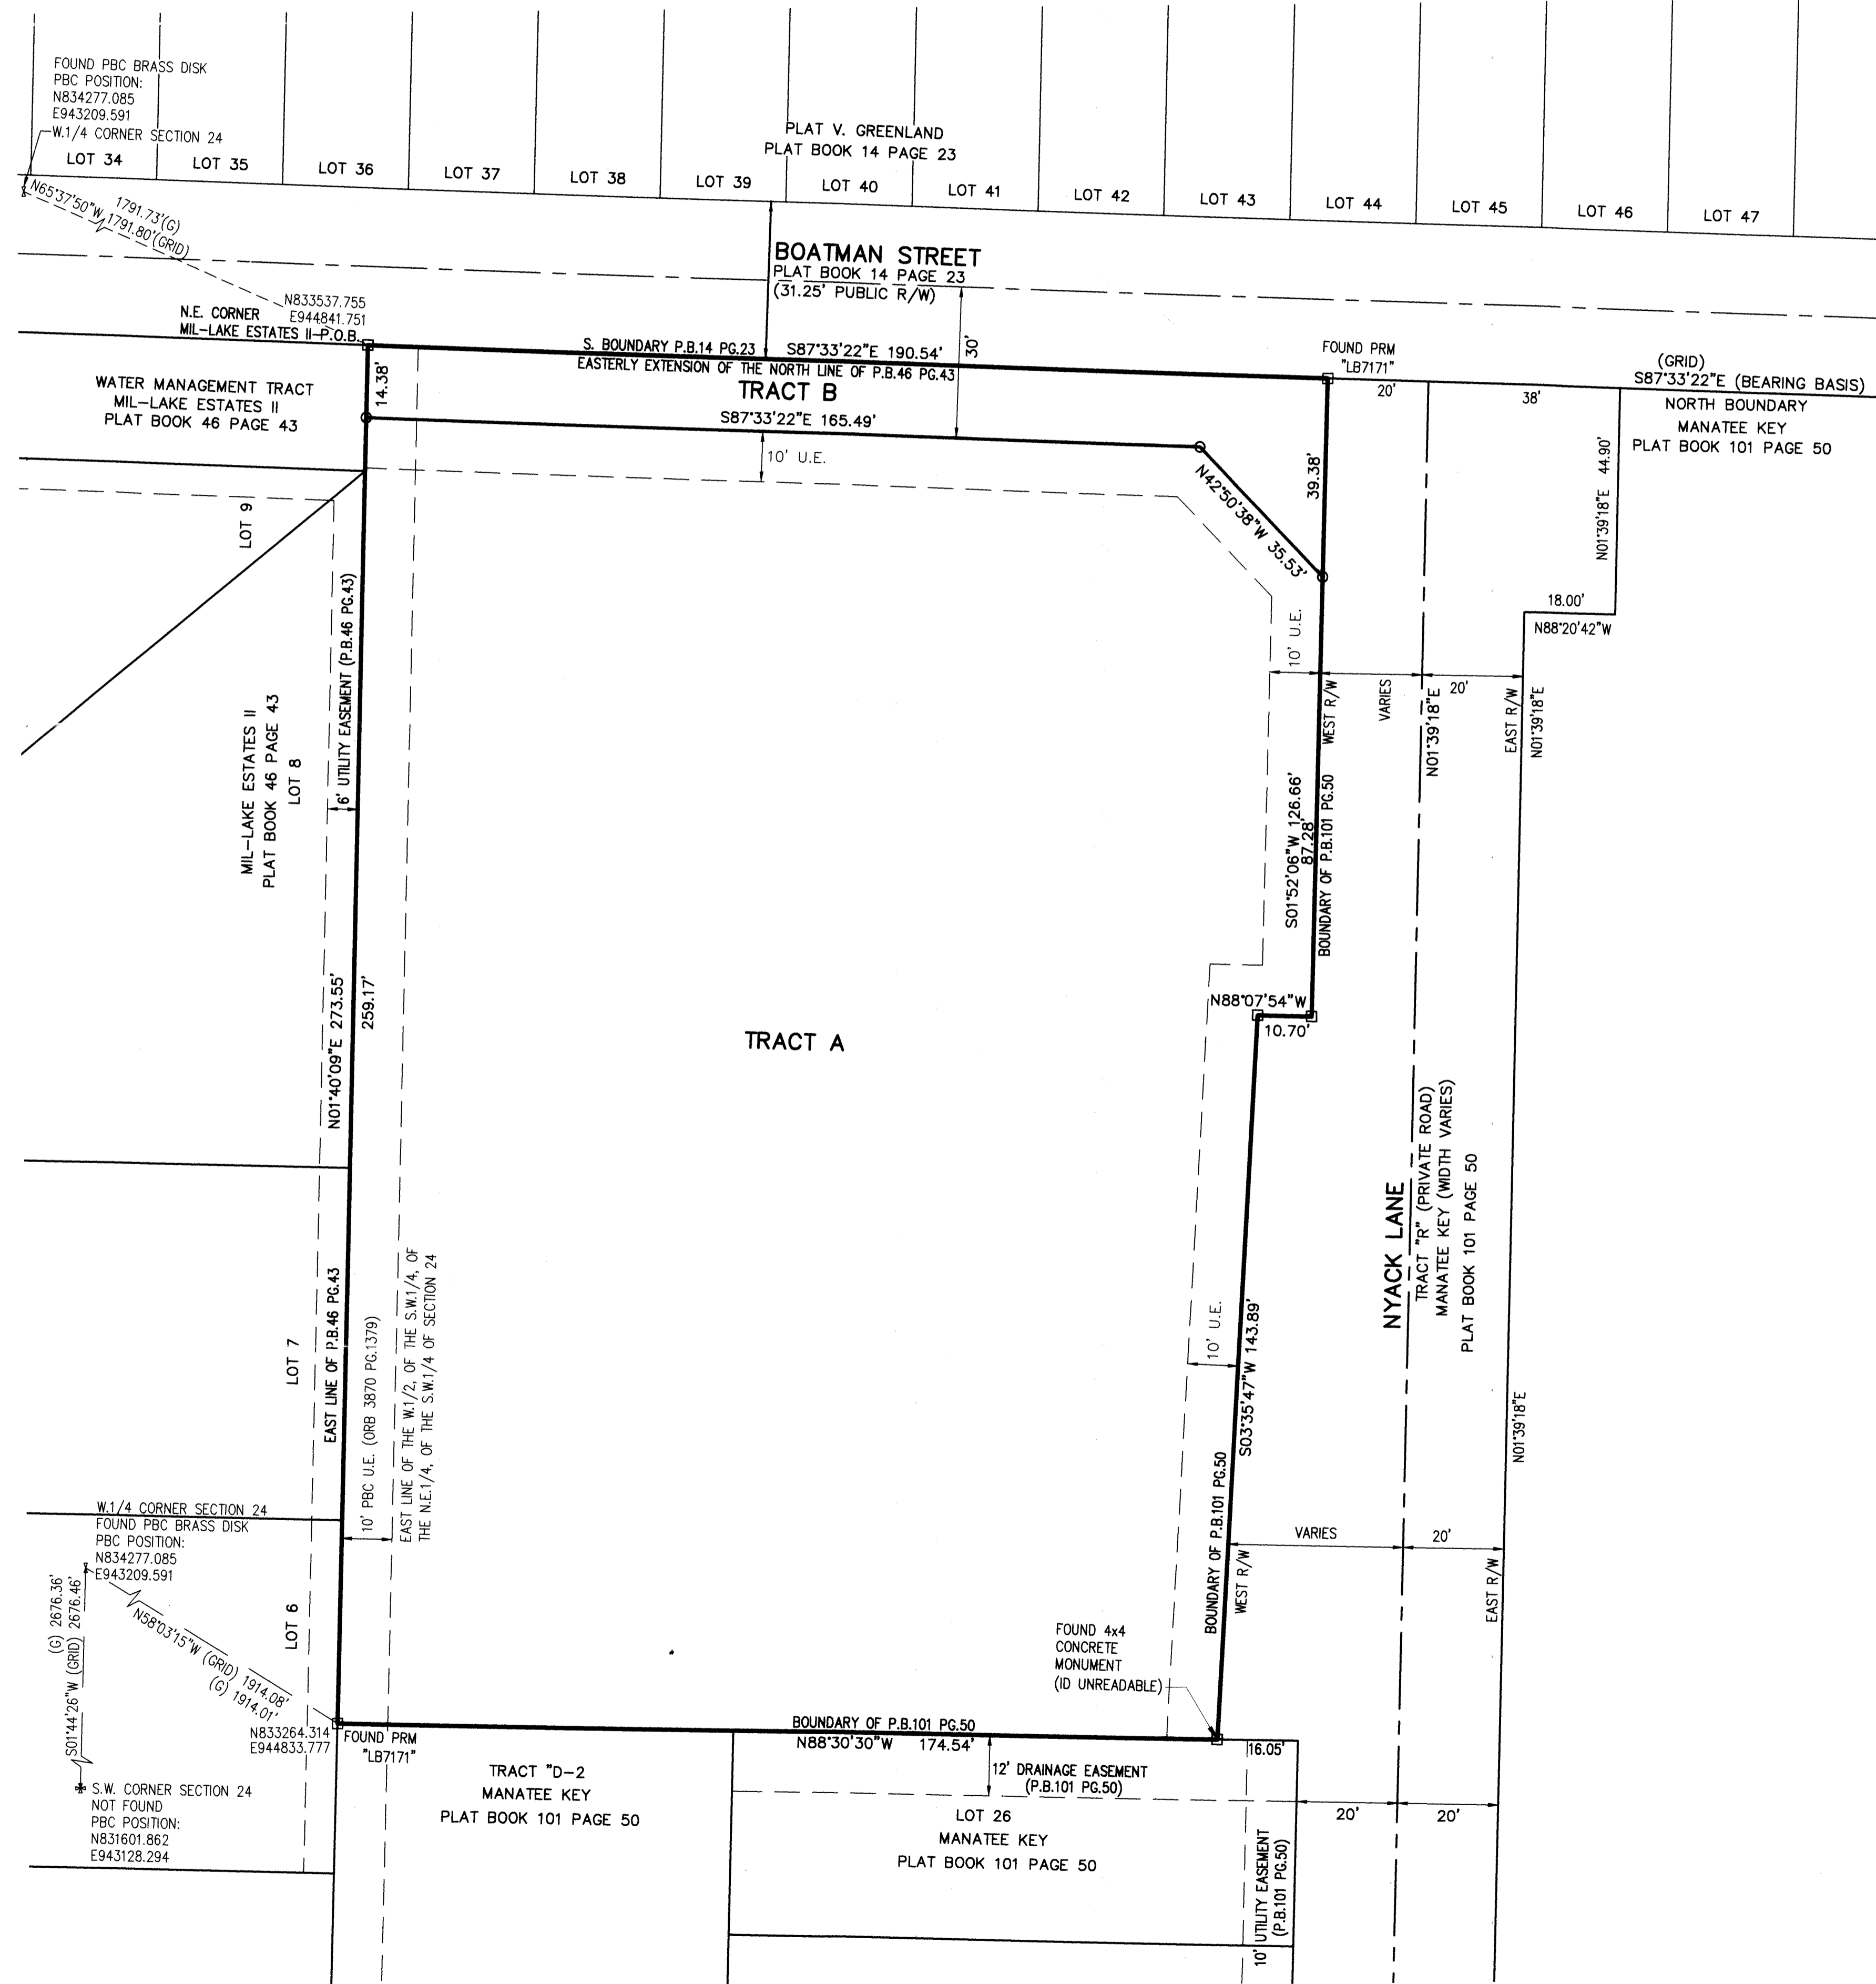 FOUND PBC BRASS DISK
PBC POSITION:
N834277.085
E943209.591
W.1/4 CORNER SECTION 24
LOT 34
LOT 35
LOT 36
LOT 37
LOT 38
LOT 39
LOT 40
LOT 41
LOT 42
LOT 43
LOT 44
LOT 45
LOT 46
LOT 47
PLAT V. GREENLAND
PLAT BOOK 14 PAGE 23
1791.73'(G)
N65°37'50"W 1791.80'(GRID)
BOATMAN STREET
PLAT BOOK 14 PAGE 23
(31.25' PUBLIC R/W)
30'
N833537.755
E944841.751
N.E. CORNER
MIL-LAKE ESTATES II-P.O.B.
S. BOUNDARY P.B.14 PG.23
S87°33'22"E 190.54'
EASTERLY EXTENSION OF THE NORTH LINE OF P.B.46 PG.43
TRACT B
S87°33'22"E 165.49'
14.38'
10' U.E.
FOUND PRM
"LB7171"
20'
38'
(GRID)
S87°33'22"E (BEARING BASIS)
NORTH BOUNDARY
MANATEE KEY
PLAT BOOK 101 PAGE 50
WATER MANAGEMENT TRACT
MIL-LAKE ESTATES II
PLAT BOOK 46 PAGE 43
N42°50'38"W 35.53'
39.38'
N01°39'18"E 44.90'
18.00'
N88°20'42"W
LOT 9
6' UTILITY EASEMENT (P.B.46 PG.43)
MIL-LAKE ESTATES II
PLAT BOOK 46 PAGE 43
LOT 8
10' U.E.
WEST R/W
VARIES
N01°39'18"E
20'
EAST R/W
N01°39'18"E
S01°52'06"W 126.66'
87.28'
BOUNDARY OF P.B.101 PG.50
N88°07'54"W
10.70'
N01°40'09"E 273.55'
259.17'
TRACT A
NYACK LANE
TRACT "R" (PRIVATE ROAD)
MANATEE KEY (WIDTH VARIES)
PLAT BOOK 101 PAGE 50
EAST LINE OF P.B.46 PG.43
LOT 7
10' PBC U.E. (ORB 3870 PG.1379)
EAST LINE OF THE W.1/2, OF THE S.W.1/4, OF
THE N.E.1/4, OF THE S.W.1/4 OF SECTION 24
10' U.E.
S03°35'47"W 143.89'
BOUNDARY OF P.B.101 PG.50
WEST R/W
VARIES
20'
EAST R/W
N01°39'18"E
W.1/4 CORNER SECTION 24
FOUND PBC BRASS DISK
PBC POSITION:
N834277.085
E943209.591
(G) 2676.36'
S01°44'26"W (GRID) 2676.46'
N58°03'15"W (GRID) 1914.08'
(G) 1914.01'
LOT 6
N833264.314
E944833.777
FOUND PRM
"LB7171"
S.W. CORNER SECTION 24
NOT FOUND
PBC POSITION:
N831601.862
E943128.294
FOUND 4x4
CONCRETE
MONUMENT
(ID UNREADABLE)
BOUNDARY OF P.B.101 PG.50
N88°30'30"W 174.54'
16.05'
TRACT "D-2
MANATEE KEY
PLAT BOOK 101 PAGE 50
12' DRAINAGE EASEMENT
(P.B.101 PG.50)
LOT 26
MANATEE KEY
PLAT BOOK 101 PAGE 50
10' UTILITY EASEMENT
(P.B.101 PG.50)
20'
20'